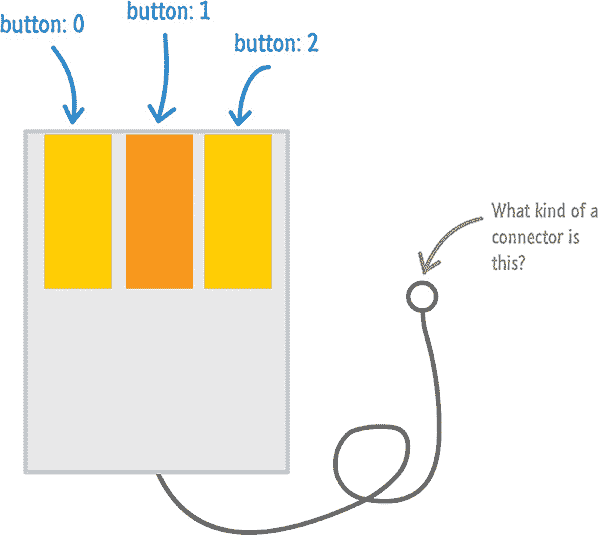 button: 0
button: 1
button: 2
What kind of a
connector is
this?